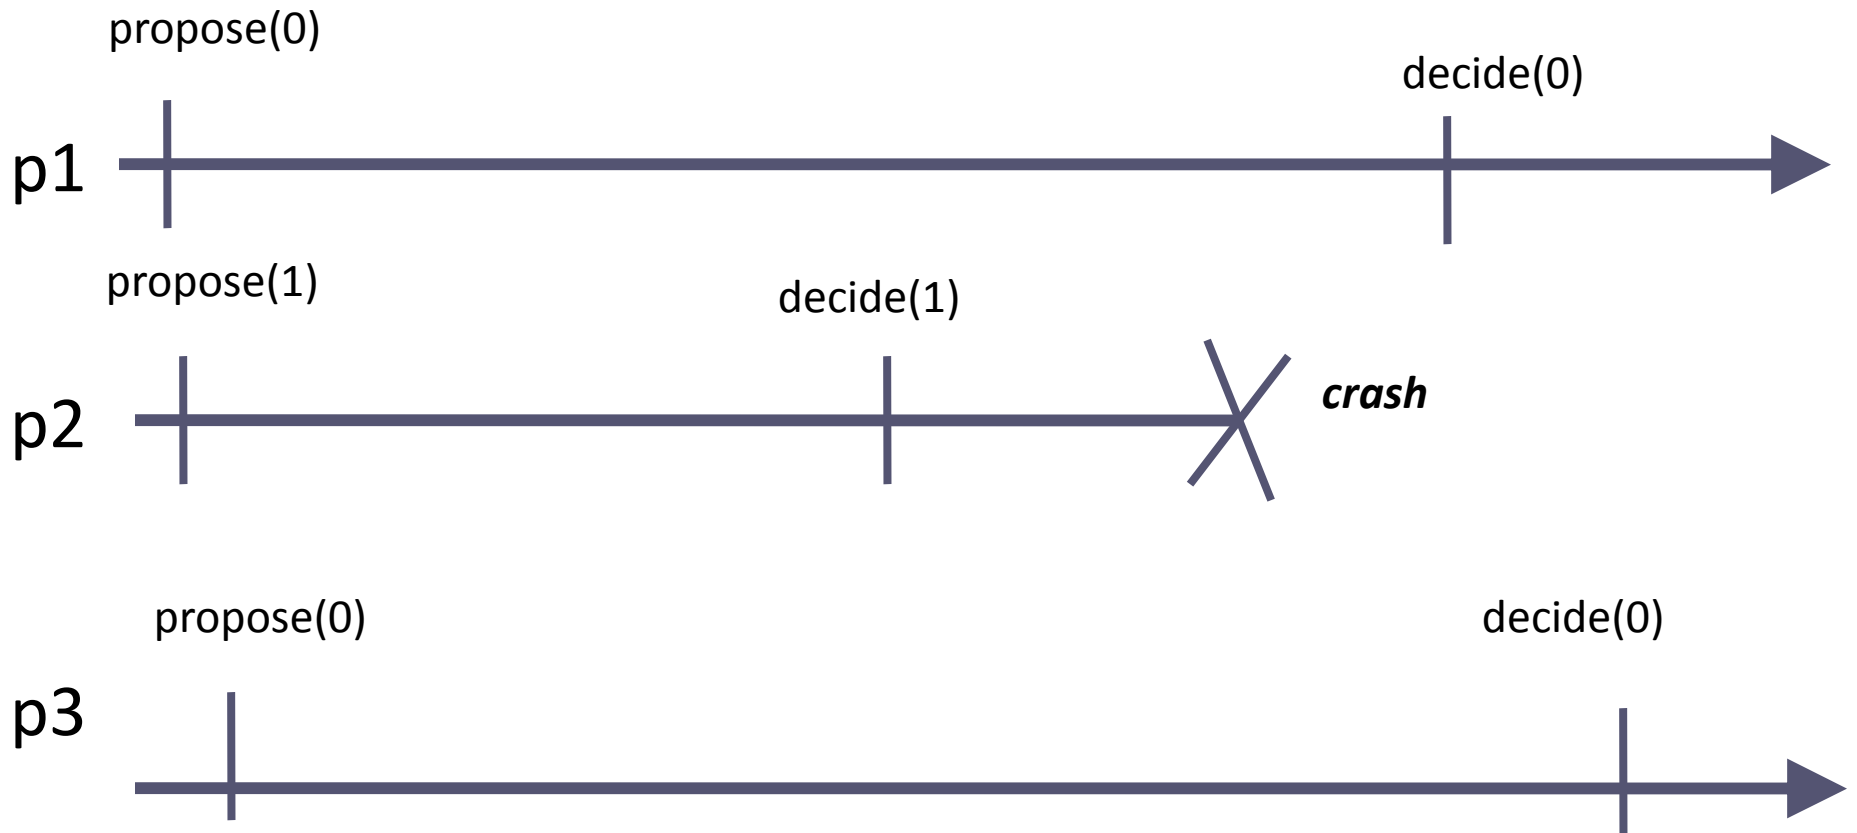 propose(0)
decide(0)
p1
propose(1)
decide(1)
crash
p2
propose(0)
decide(0)
p3